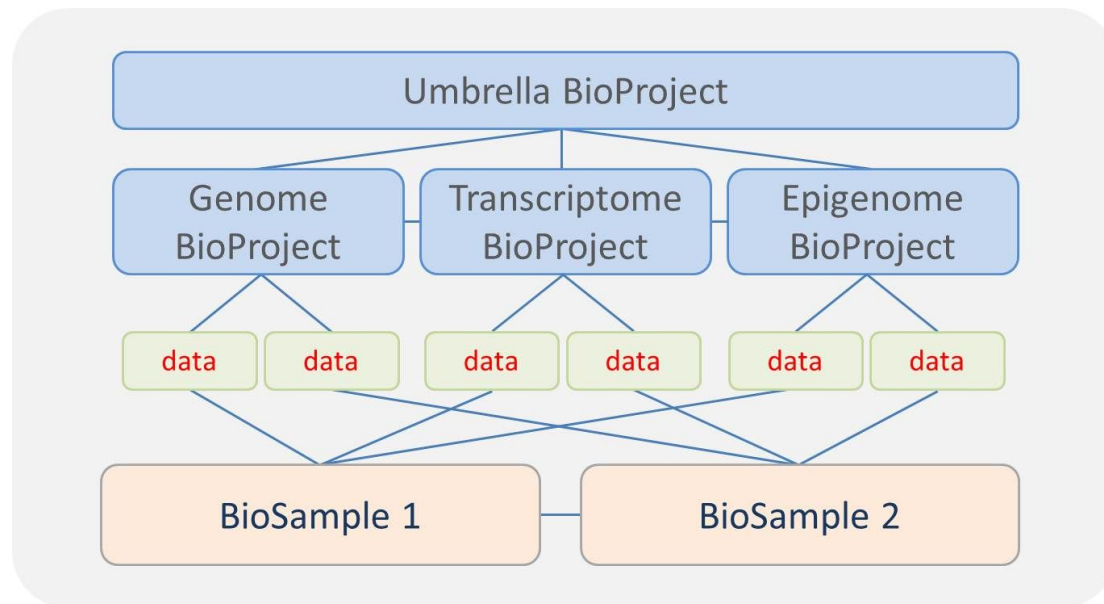 Umbrella BioProject
Genome
BioProject
Transcriptome
BioProject
Epigenome
BioProject
data
data
data
data
data
data
BioSample 1
BioSample 2